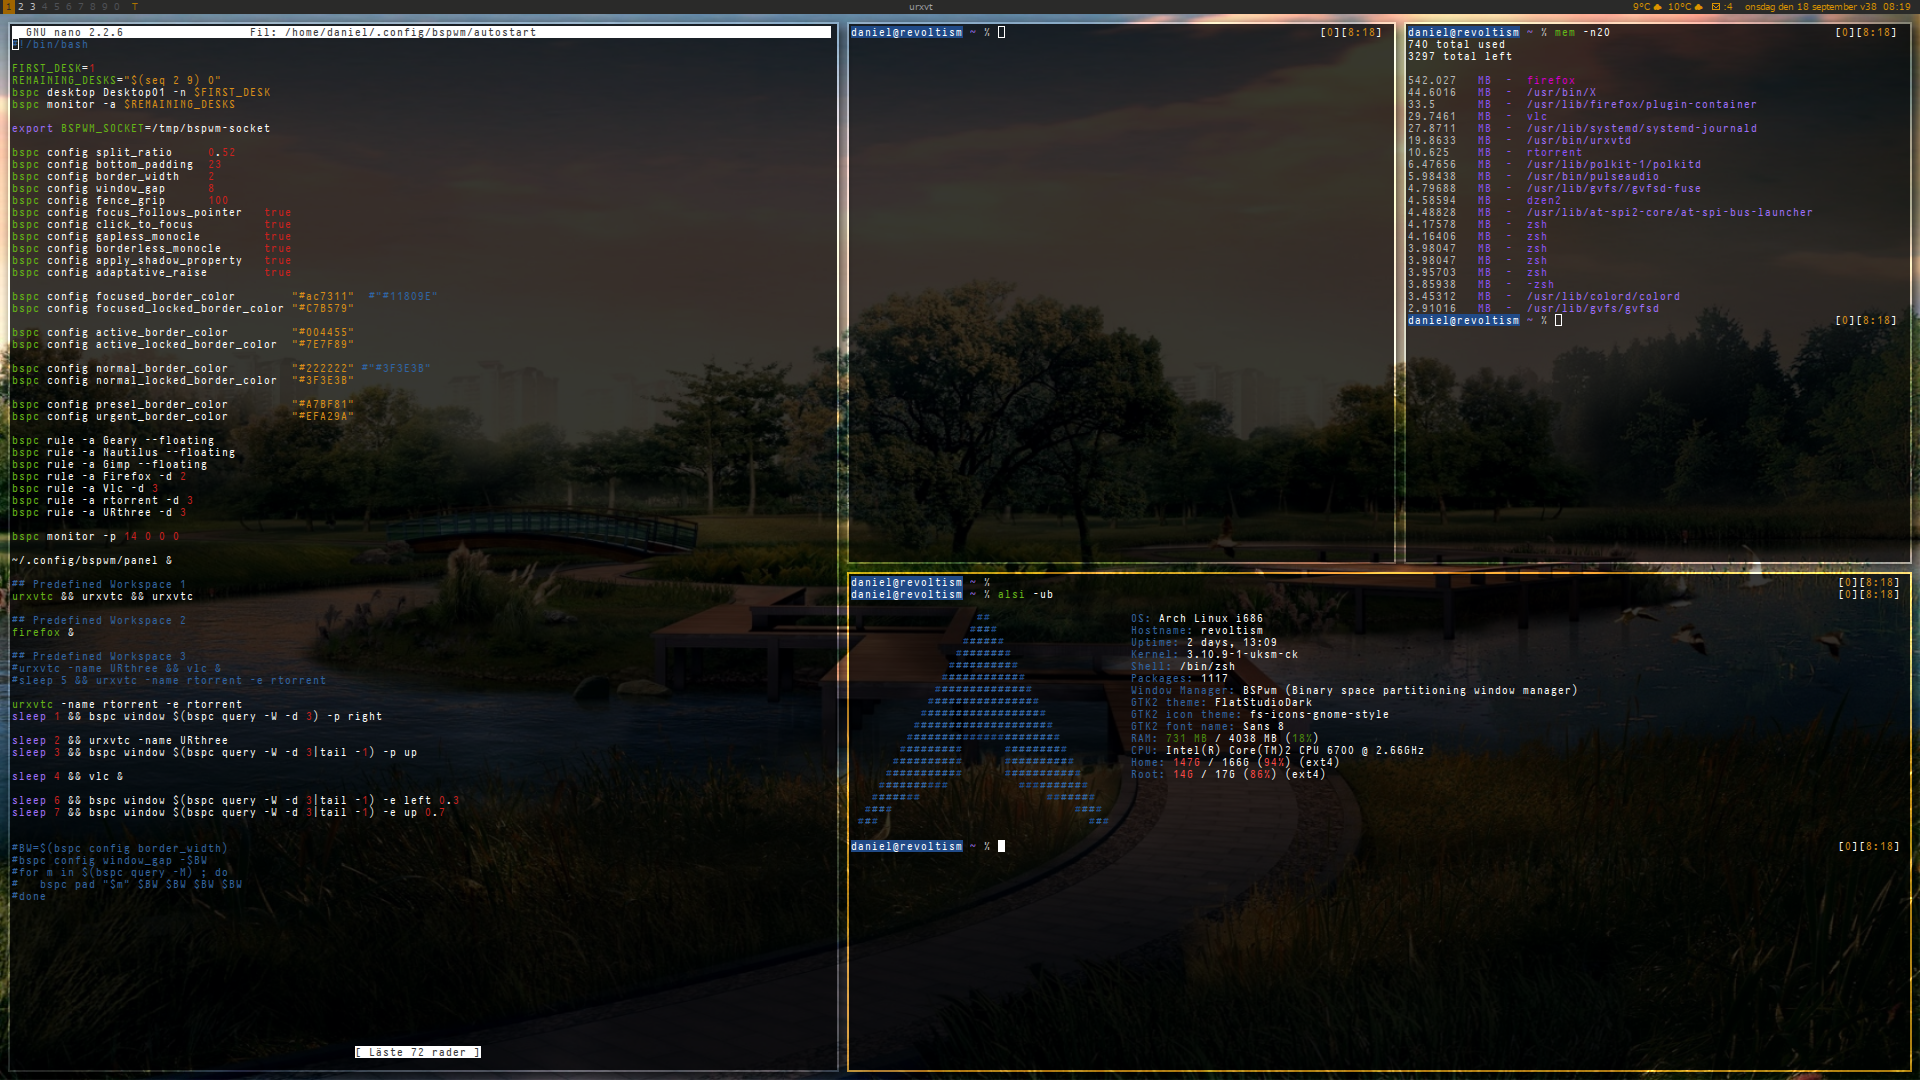 1 2 3 4 5 6 7 8 9 0 T
urxvt
9°C 10°C :4 onsdag den 18 september v38 08:19
GNU nano 2.2.6 Fil: /home/daniel/.config/bspwm/autostart
#!/bin/bash
FIRST_DESK=1
REMAINING_DESKS="$(seq 2 9) 0"
bspc desktop Desktop01 -n $FIRST_DESK
bspc monitor -a $REMAINING_DESKS
export BSPWM_SOCKET=/tmp/bspwm-socket
bspc config split_ratio 0.52
bspc config bottom_padding 23
bspc config border_width 2
bspc config window_gap 8
bspc config fence_grip 100
bspc config focus_follows_pointer true
bspc config click_to_focus true
bspc config gapless_monocle true
bspc config borderless_monocle true
bspc config apply_shadow_property true
bspc config adaptative_raise true
bspc config focused_border_color "#ac7311" #"#11809E"
bspc config focused_locked_border_color "#C7B579"
bspc config active_border_color "#004455"
bspc config active_locked_border_color "#7E7F89"
bspc config normal_border_color "#222222" #"#3F3E3B"
bspc config normal_locked_border_color "#3F3E3B"
bspc config presel_border_color "#A7BF81"
bspc config urgent_border_color "#EFA29A"
bspc rule -a Geary --floating
bspc rule -a Nautilus --floating
bspc rule -a Gimp --floating
bspc rule -a Firefox -d 2
bspc rule -a Vlc -d 3
bspc rule -a rtorrent -d 3
bspc rule -a URthree -d 3
bspc monitor -p 14 0 0 0
~/.config/bspwm/panel &
## Predefined Workspace 1
urxvtc && urxvtc && urxvtc
## Predefined Workspace 2
firefox &
## Predefined Workspace 3
#urxvtc -name URthree && vlc &
#sleep 5 && urxvtc -name rtorrent -e rtorrent
urxvtc -name rtorrent -e rtorrent
sleep 1 && bspc window $(bspc query -W -d 3) -p right
sleep 2 && urxvtc -name URthree
sleep 3 && bspc window $(bspc query -W -d 3|tail -1) -p up
sleep 4 && vlc &
sleep 6 && bspc window $(bspc query -W -d 3|tail -1) -e left 0.3
sleep 7 && bspc window $(bspc query -W -d 3|tail -1) -e up 0.7
#BW=$(bspc config border_width)
#bspc config window_gap -$BW
#for m in $(bspc query -M) ; do
# bspc pad "$m" $BW $BW $BW $BW
#done
[ Läste 72 rader ]
daniel@revoltism ~ % [0][8:18]
daniel@revoltism ~ % mem -n20 [0][8:18]
740 total used
3297 total left
542.027 MB - firefox
44.6016 MB - /usr/bin/X
33.5 MB - /usr/lib/firefox/plugin-container
29.7461 MB - vlc
27.8711 MB - /usr/lib/systemd/systemd-journald
19.8633 MB - /usr/bin/urxvtd
10.625 MB - rtorrent
6.47656 MB - /usr/lib/polkit-1/polkitd
5.98438 MB - /usr/bin/pulseaudio
4.79688 MB - /usr/lib/gvfs//gvfsd-fuse
4.58594 MB - dzen2
4.48828 MB - /usr/lib/at-spi2-core/at-spi-bus-launcher
4.17578 MB - zsh
4.16406 MB - zsh
3.98047 MB - zsh
3.98047 MB - zsh
3.95703 MB - zsh
3.85938 MB - -zsh
3.45312 MB - /usr/lib/colord/colord
2.91016 MB - /usr/lib/gvfs/gvfsd
daniel@revoltism ~ % [0][8:18]
daniel@revoltism ~ % [0][8:18]
daniel@revoltism ~ % alsi -ub [0][8:18]
OS: Arch Linux i686
Hostname: revoltism
Uptime: 2 days, 13:09
Kernel: 3.10.9-1-uksm-ck
Shell: /bin/zsh
Packages: 1117
Window Manager: BSPwm (Binary space partitioning window manager)
GTK2 theme: FlatStudioDark
GTK2 icon theme: fs-icons-gnome-style
GTK2 font name: Sans 8
RAM: 731 MB / 4038 MB (18%)
CPU: Intel(R) Core(TM)2 CPU 6700 @ 2.66GHz
Home: 147G / 166G (94%) (ext4)
Root: 14G / 17G (86%) (ext4)
daniel@revoltism ~ % [0][8:18]